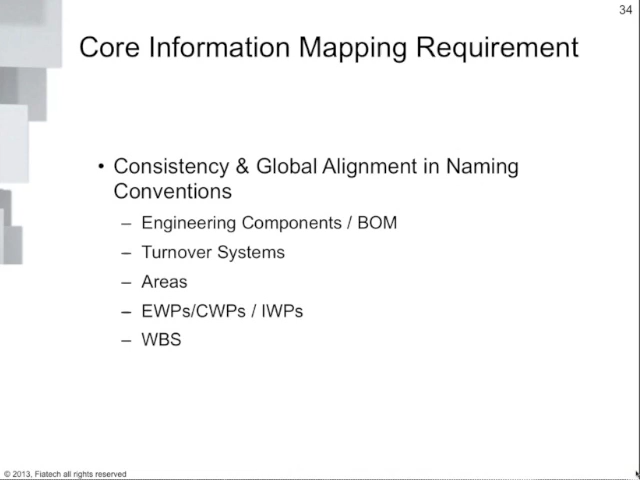 34
Core Information Mapping Requirement
• Consistency & Global Alignment in Naming
Conventions
– Engineering Components / BOM
– Turnover Systems
– Areas
– EWPs/CWPs / IWPs
– WBS
© 2013, Fiatech all rights reserved